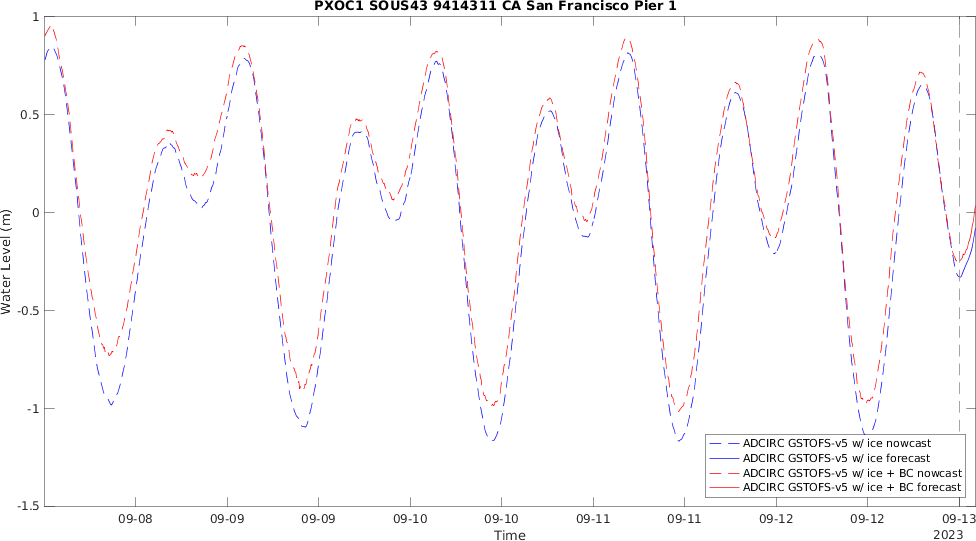 PXOC1 SOUS43 9414311 CA San Francisco Pier 1
1
0.5
0
-0.5
-1
-1.5
Water Level (m)
ADCIRC GSTOFS-v5 w/ ice nowcast
ADCIRC GSTOFS-v5 w/ ice forecast
ADCIRC GSTOFS-v5 w/ ice + BC nowcast
ADCIRC GSTOFS-v5 w/ ice + BC forecast
09-08 09-09 09-09 09-10 09-10 09-11 09-11 09-12 09-12 09-13
Time
2023